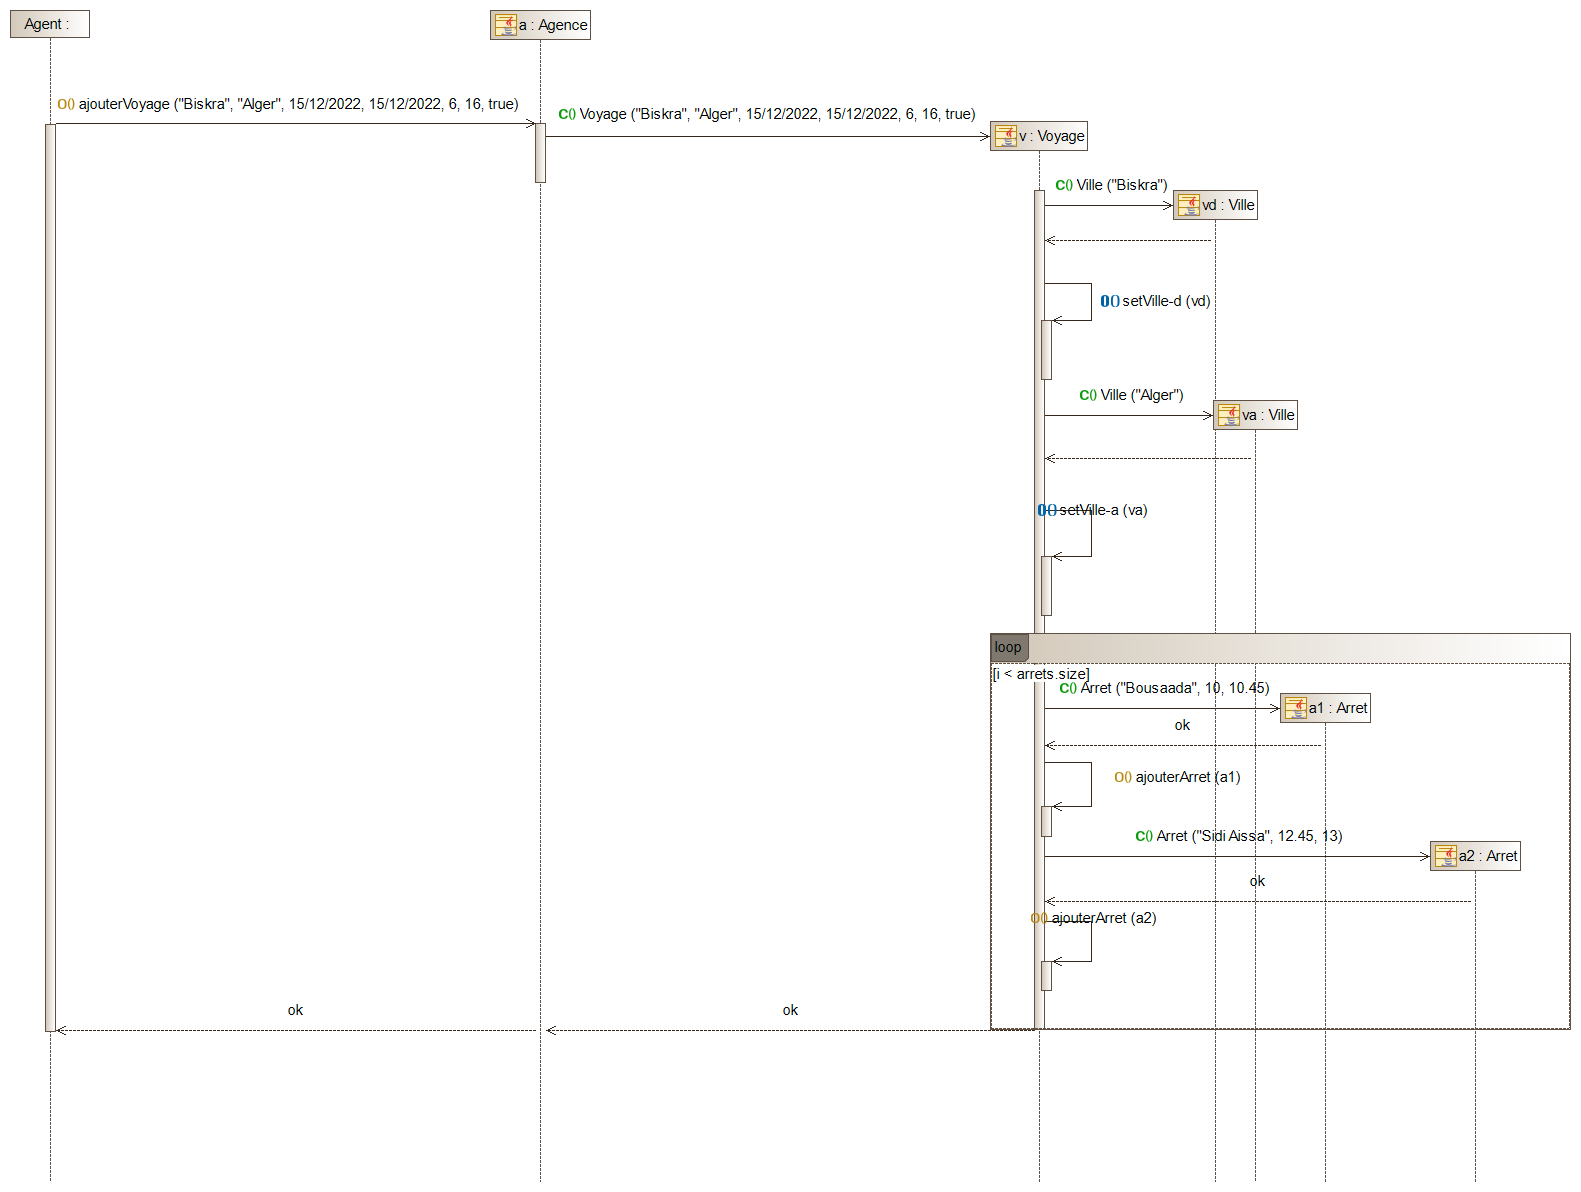 Agent :
a : Agence
O() ajouterVoyage ("Biskra", "Alger", 15/12/2022, 15/12/2022, 6, 16, true)
C() Voyage ("Biskra", "Alger", 15/12/2022, 15/12/2022, 6, 16, true)
v : Voyage
C() Ville ("Biskra")
vd : Ville
O() setVille-d (vd)
C() Ville ("Alger")
va : Ville
O() setVille-a (va)
loop
[i < arrets.size]
C() Arret ("Bousaada", 10, 10.45)
a1 : Arret
ok
O() ajouterArret (a1)
C() Arret ("Sidi Aissa", 12.45, 13)
a2 : Arret
ok
O() ajouterArret (a2)
ok
ok